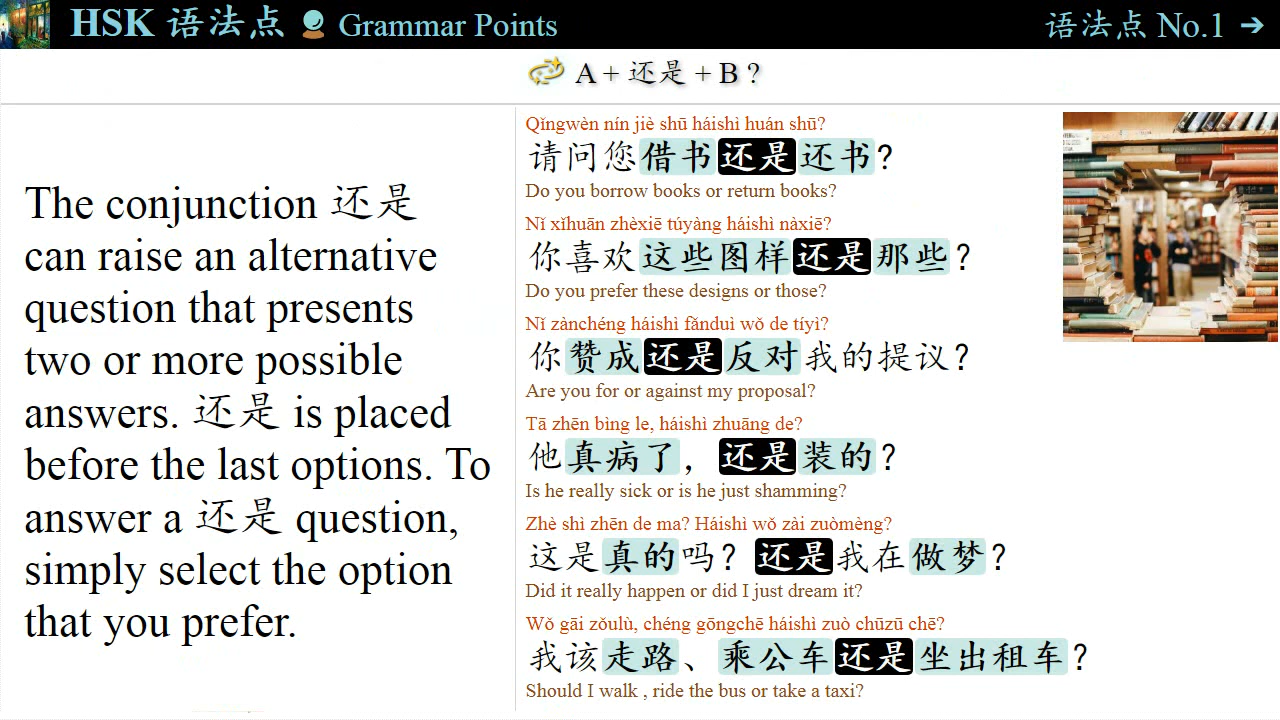 HSK 语法点 Grammar Points
语法点 No.1 ➔
A + 还是 + B ?
The conjunction 还是
can raise an alternative
question that presents
two or more possible
answers. 还是 is placed
before the last options. To
answer a 还是 question,
simply select the option
that you prefer.
Qǐngwèn nín jiè shū háishì huán shū?
请问您借书还是还书?
Do you borrow books or return books?
Nǐ xǐhuān zhèxiē túyàng háishì nàxiē?
你喜欢这些图样还是那些?
Do you prefer these designs or those?
Nǐ zànchéng háishì fǎnduì wǒ de tíyì?
你赞成还是反对我的提议?
Are you for or against my proposal?
Tā zhēn bìng le, háishì zhuāng de?
他真病了，还是装的?
Is he really sick or is he just shamming?
Zhè shì zhēn de ma? Háishì wǒ zài zuòmèng?
这是真的吗? 还是我在做梦?
Did it really happen or did I just dream it?
Wǒ gāi zǒulù, chéng gōngchē háishì zuò chūzū chē?
我该走路、乘公车还是坐出租车?
Should I walk , ride the bus or take a taxi?